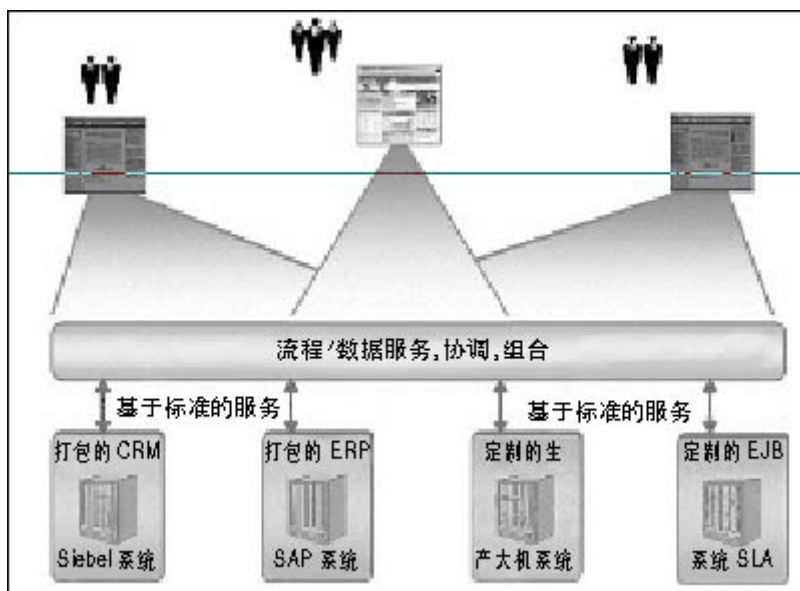 流程/数据服务,协调,组合
基于标准的服务
基于标准的服务
打包的 CRM
Siebel 系统
打包的 ERP
SAP 系统
定制的生
产大机系统
定制的 EJB
系统 SLA